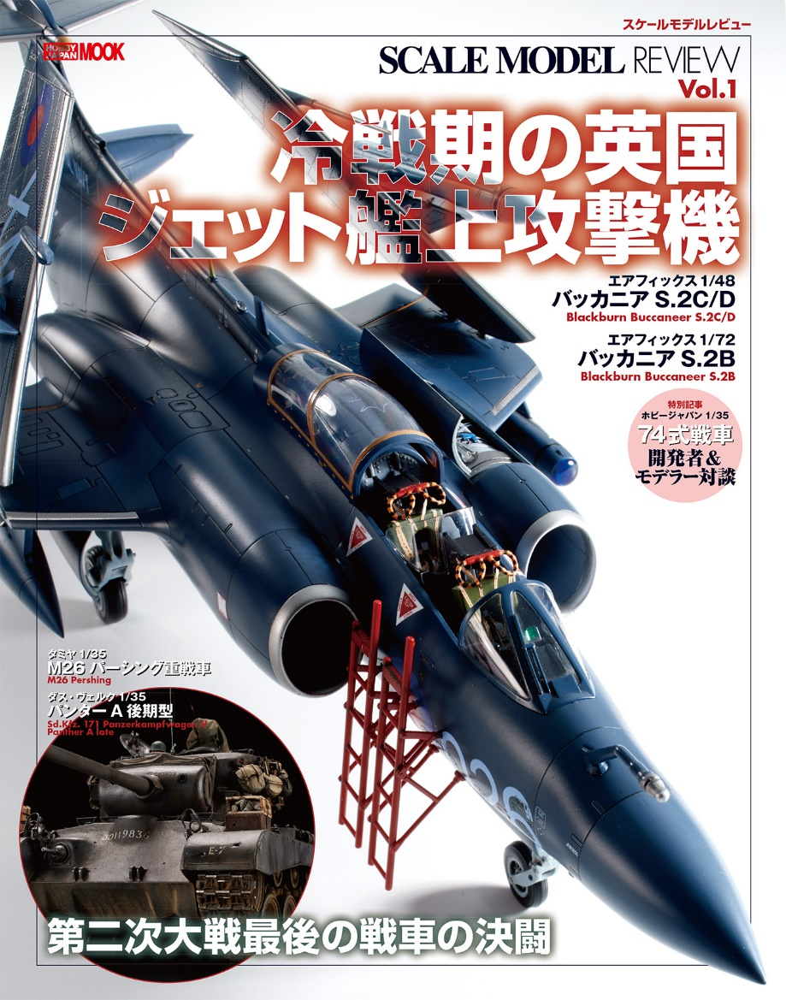 スケールモデルレビュー
HOBBY JAPAN MOOK
SCALE MODEL REVIEW
Vol.1
冷戦期の英国
ジェット艦上攻撃機
エアフィックス 1/48
バッカニア S.2C/D
Blackburn Buccaneer S.2C/D
エアフィックス 1/72
バッカニア S.2B
Blackburn Buccaneer S.2B
特別記事
ホビージャパン 1/35
74式戦車
開発者&
モデラー対談
タミヤ 1/35
M26 パーシング重戦車
M26 Pershing
ダス・ヴェルク 1/35
パンターA後期型
Sd.Kfz. 171 Panzerkampfwagen V
Panther A late
30119836
E-7
026
第二次大戦最後の戦車の決闘